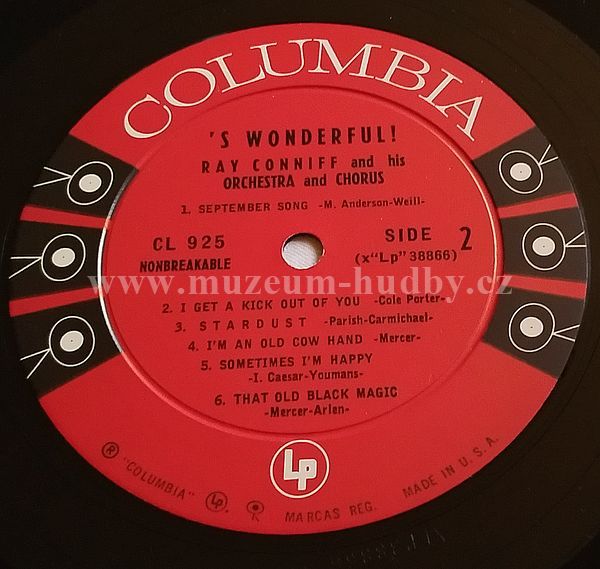 COLUMBIA
'S WONDERFUL!
RAY CONNIFF and his
ORCHESTRA and CHORUS
1. SEPTEMBER SONG -M. Anderson-Weill-
CL 925
NONBREAKABLE
SIDE 2
(x"Lp"38866)
www.muzeum-hudby.cz
2. I GET A KICK OUT OF YOU -Cole Porter-
3. STARDUST -Parish-Carmichael-
4. I'M AN OLD COW HAND -Mercer-
5. SOMETIMES I'M HAPPY
-I. Caesar-Youmans-
6. THAT OLD BLACK MAGIC
-Mercer-Arlen-
Lp
® "COLUMBIA" Lp MARCAS REG. MADE IN U.S.A.